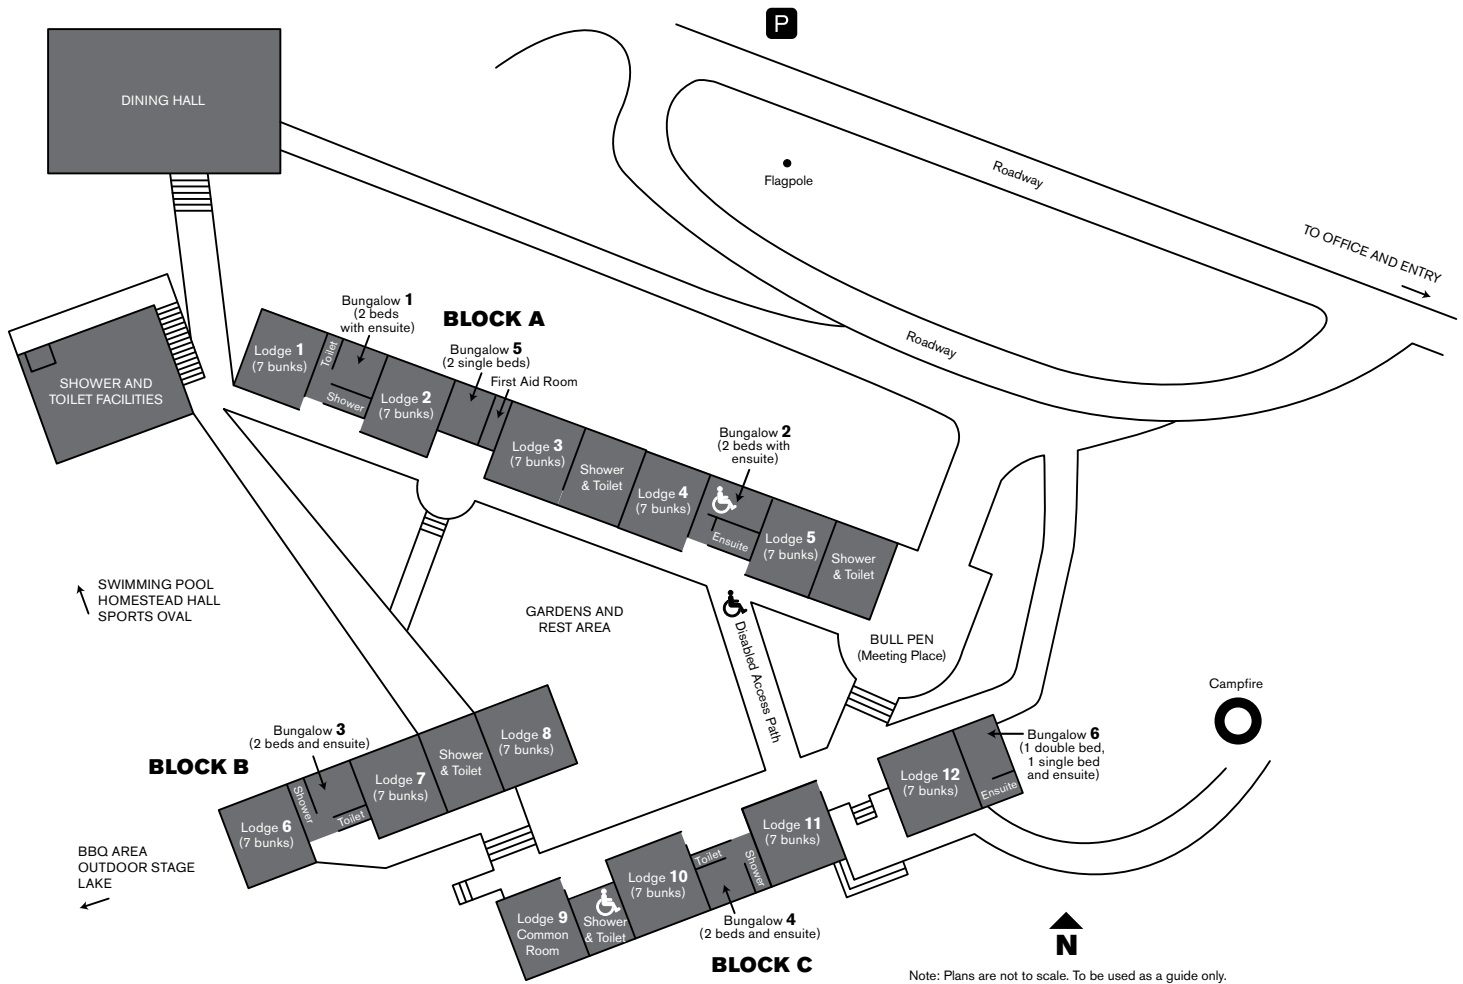 P
DINING HALL
Flagpole
Roadway
TO OFFICE AND ENTRY
Roadway
Bungalow 1
(2 beds
with ensuite)
BLOCK A
Bungalow 5
(2 single beds)
First Aid Room
Lodge 1
(7 bunks)
Toilet
Shower
Lodge 2
(7 bunks)
SHOWER AND
TOILET FACILITIES
Bungalow 2
(2 beds with
ensuite)
Lodge 3
(7 bunks)
Shower
& Toilet
Lodge 4
(7 bunks)
Ensuite
Lodge 5
(7 bunks)
Shower
& Toilet
SWIMMING POOL
HOMESTEAD HALL
SPORTS OVAL
GARDENS AND
REST AREA
Disabled Access Path
BULL PEN
(Meeting Place)
Campfire
Bungalow 3
(2 beds and ensuite)
BLOCK B
Lodge 8
(7 bunks)
Shower
& Toilet
Lodge 7
(7 bunks)
Shower
Toilet
Lodge 6
(7 bunks)
Bungalow 6
(1 double bed,
1 single bed
and ensuite)
Lodge 12
(7 bunks)
Ensuite
Lodge 11
(7 bunks)
BBQ AREA
OUTDOOR STAGE
LAKE
Toilet
Shower
Lodge 10
(7 bunks)
Lodge 9
Common
Room
Shower
& Toilet
Bungalow 4
(2 beds and ensuite)
BLOCK C
N
Note: Plans are not to scale. To be used as a guide only.